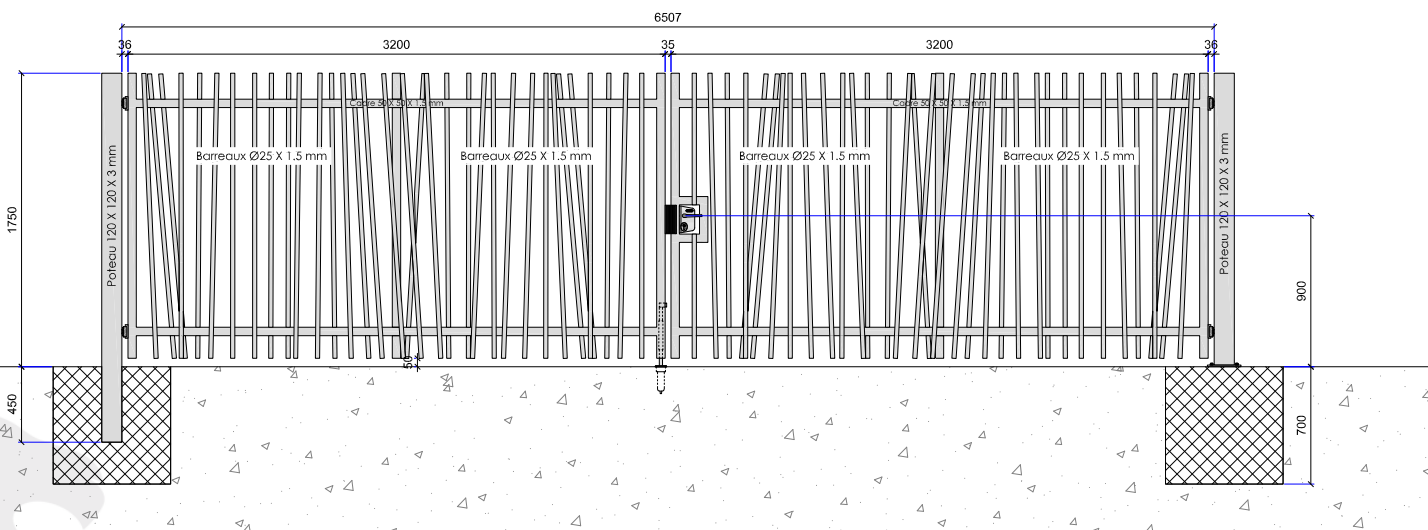 6507
36
3200
35
3200
36
Cadre 50 X 50 X 1.5 mm
Cadre 50 X 50 X 1.5 mm
Barreaux Ø25 X 1.5 mm
Barreaux Ø25 X 1.5 mm
Barreaux Ø25 X 1.5 mm
Barreaux Ø25 X 1.5 mm
Poteau 120 X 120 X 3 mm
Poteau 120 X 120 X 3 mm
1750
900
50
450
700